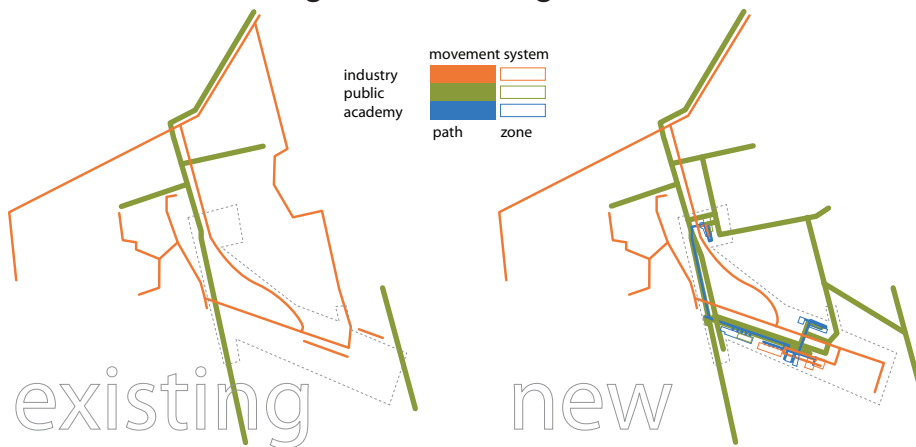 movement system
industry
public
academy
path zone
existing
new